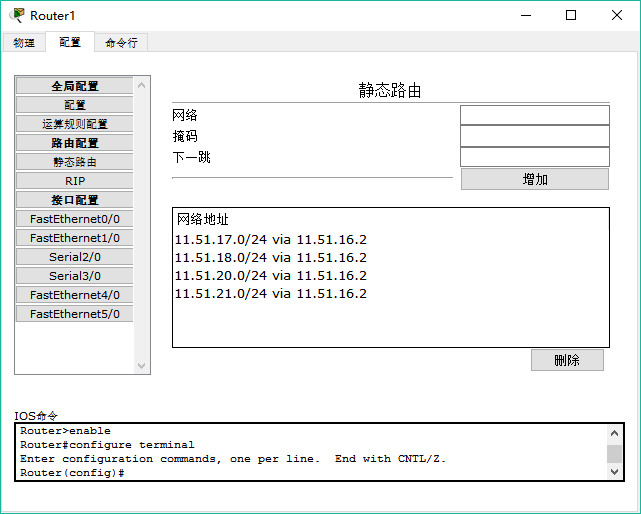 Router1
物理 配置 命令行
全局配置
配置
运算规则配置
路由配置
静态路由
RIP
接口配置
FastEthernet0/0
FastEthernet1/0
Serial2/0
Serial3/0
FastEthernet4/0
FastEthernet5/0
静态路由
网络
掩码
下一跳
增加
网络地址
11.51.17.0/24 via 11.51.16.2
11.51.18.0/24 via 11.51.16.2
11.51.20.0/24 via 11.51.16.2
11.51.21.0/24 via 11.51.16.2
删除
IOS命令
Router>enable
Router#configure terminal
Enter configuration commands, one per line.  End with CNTL/Z.
Router(config)#